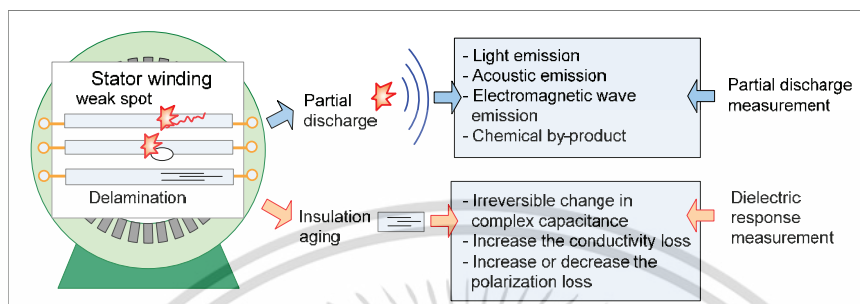 Stator winding
weak spot
Delamination
Partial
discharge
- Light emission
- Acoustic emission
- Electromagnetic wave
emission
- Chemical by-product
Partial discharge
measurement
Insulation
aging
- Irreversible change in
complex capacitance
- Increase the conductivity loss
- Increase or decrease the
polarization loss
Dielectric
response
measurement